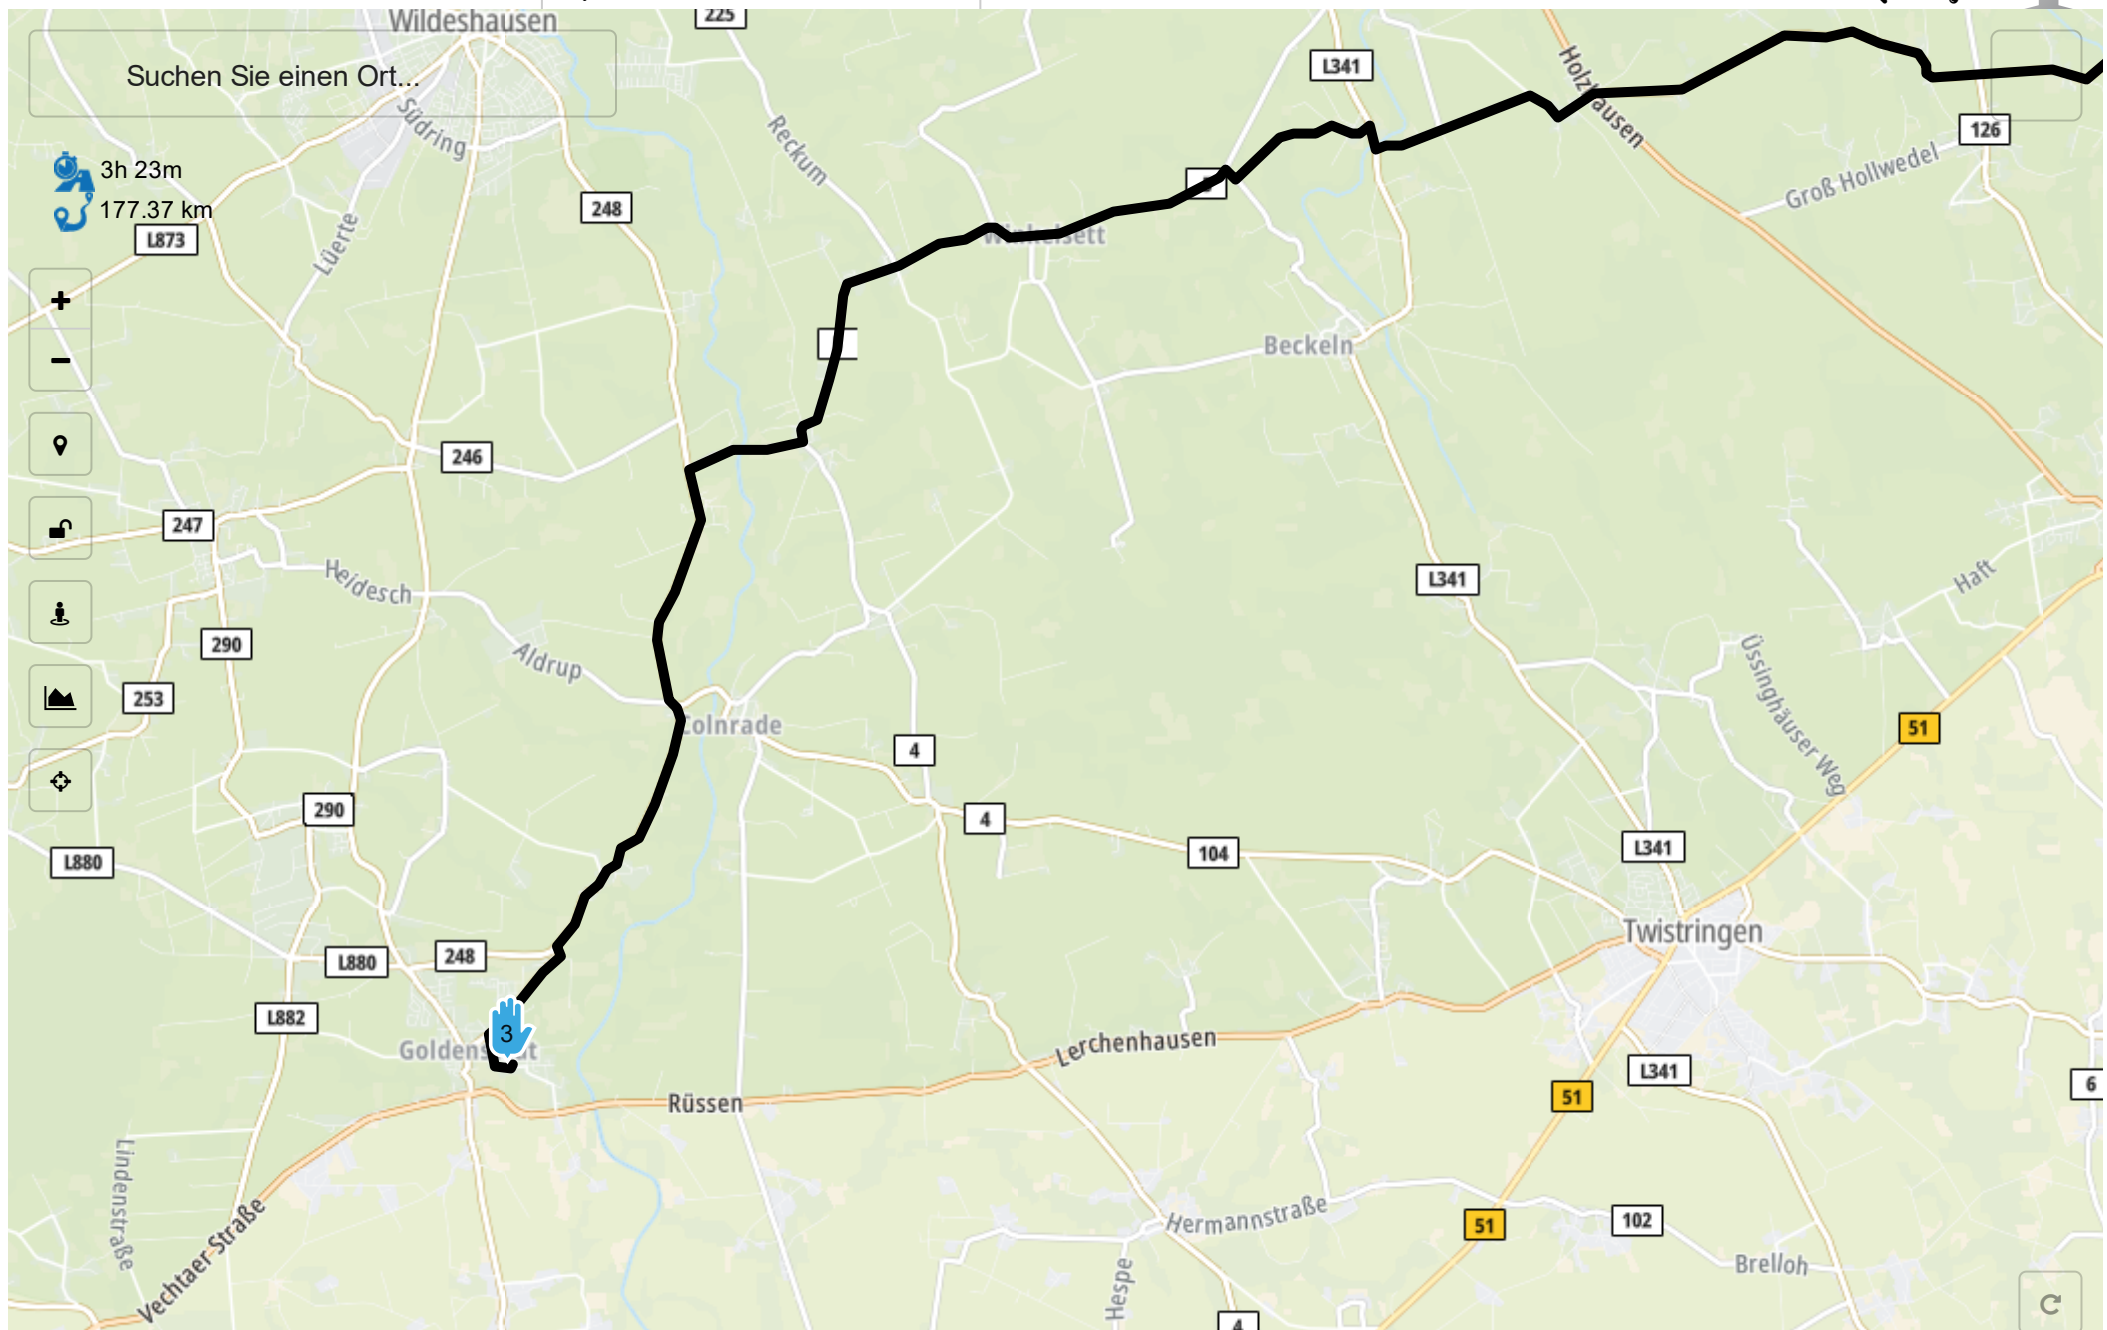 Wildeshausen
225
Suchen Sie einen Ort...
L341
Holzhausen
Südring
Reckum
126
3h 23m
Groß Hollwedel
177.37 km
248
L873
Lüerte
Beckeln
246
247
Heidesch
L341
Haft
290
Aldrup
253
Üssinghäuser Weg
Colnrade
51
4
290
4
104
L341
L880
Twistringen
248
L880
L882
3
Lerchenhausen
L341
51
6
Rüssen
Lindenstraße
Vechtaer Straße
Hermannstraße
51
102
Brelloh
Hespe
4